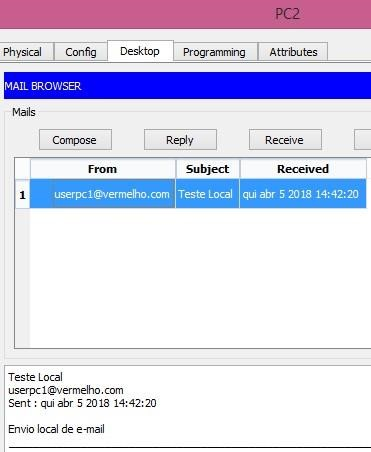 PC2
Physical Config Desktop Programming Attributes
MAIL BROWSER
Mails
Compose Reply Receive
From Subject Received
1 userpc1@vermelho.com Teste Local qui abr 5 2018 14:42:20
Teste Local
userpc1@vermelho.com
Sent : qui abr 5 2018 14:42:20
Envio local de e-mail